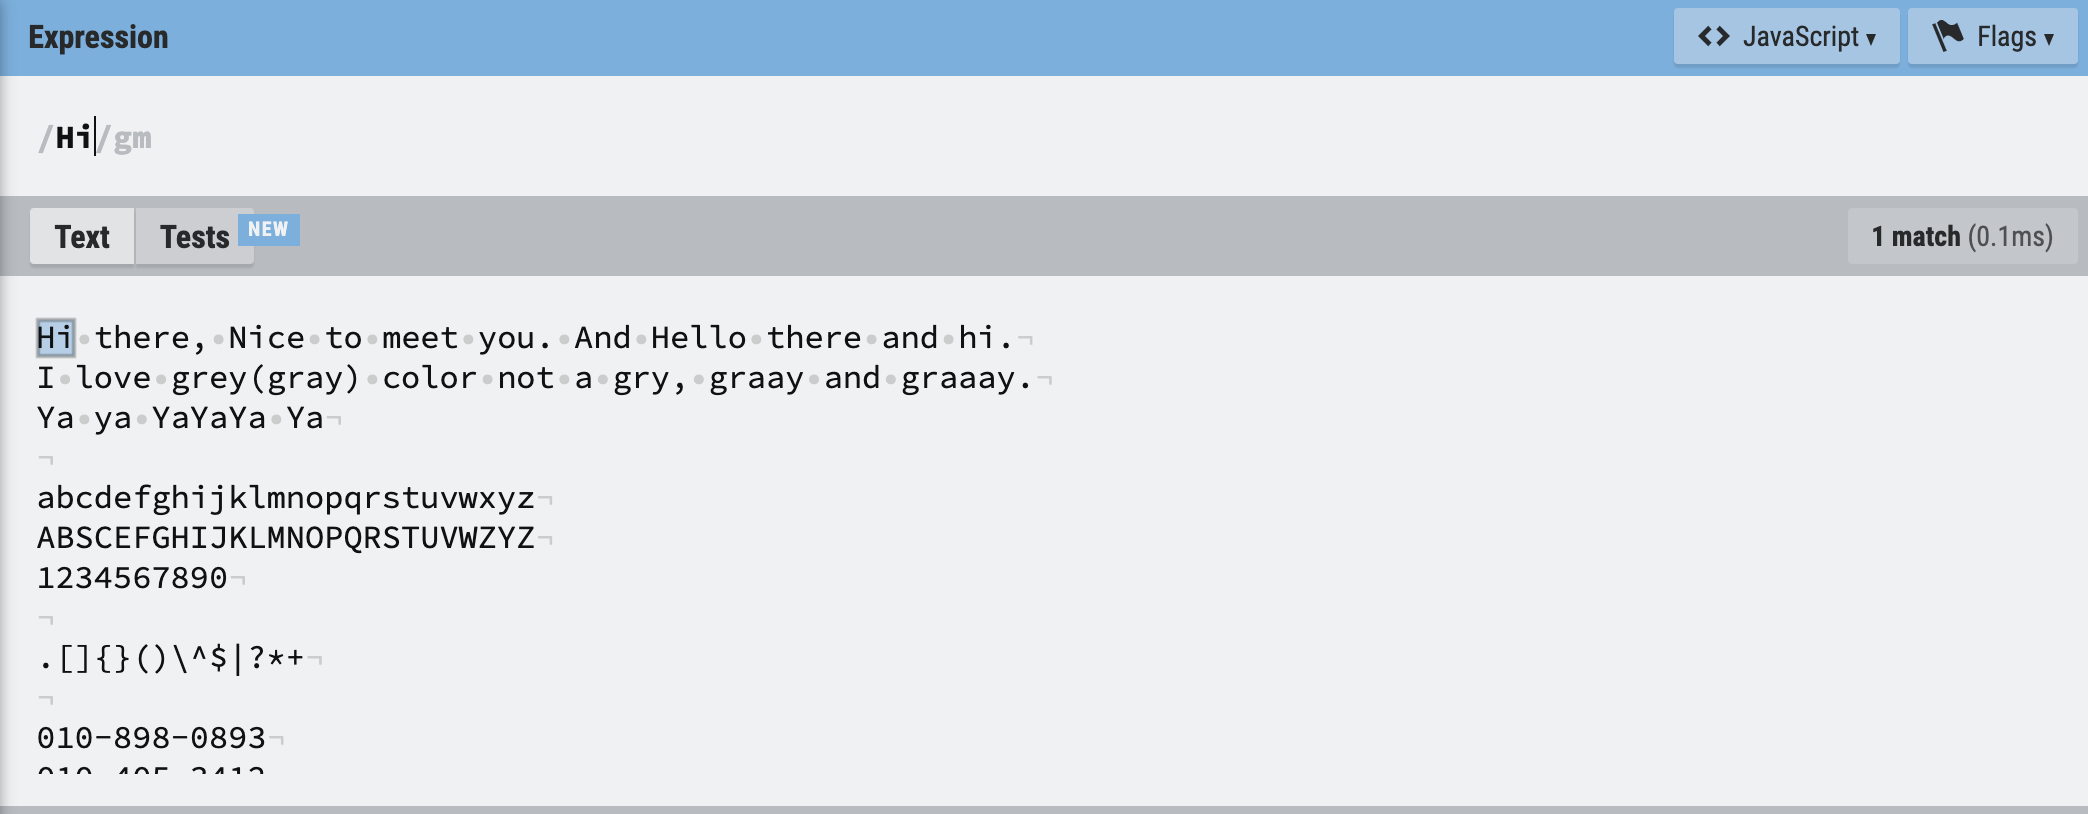 Expression
<> JavaScript ▾
Flags ▾
/Hi/gm
Text
Tests
NEW
1 match (0.1ms)
Hi there, Nice to meet you. And Hello there and hi.
I love grey(gray) color not a gry, graay and graaay.
Ya ya YaYaYa Ya
abcdefghijklmnopqrstuvwxyz
ABSCEFGHIJKLMNOPQRSTUVWZYZ
1234567890
.[]{}()\^$|?*+
010-898-0893